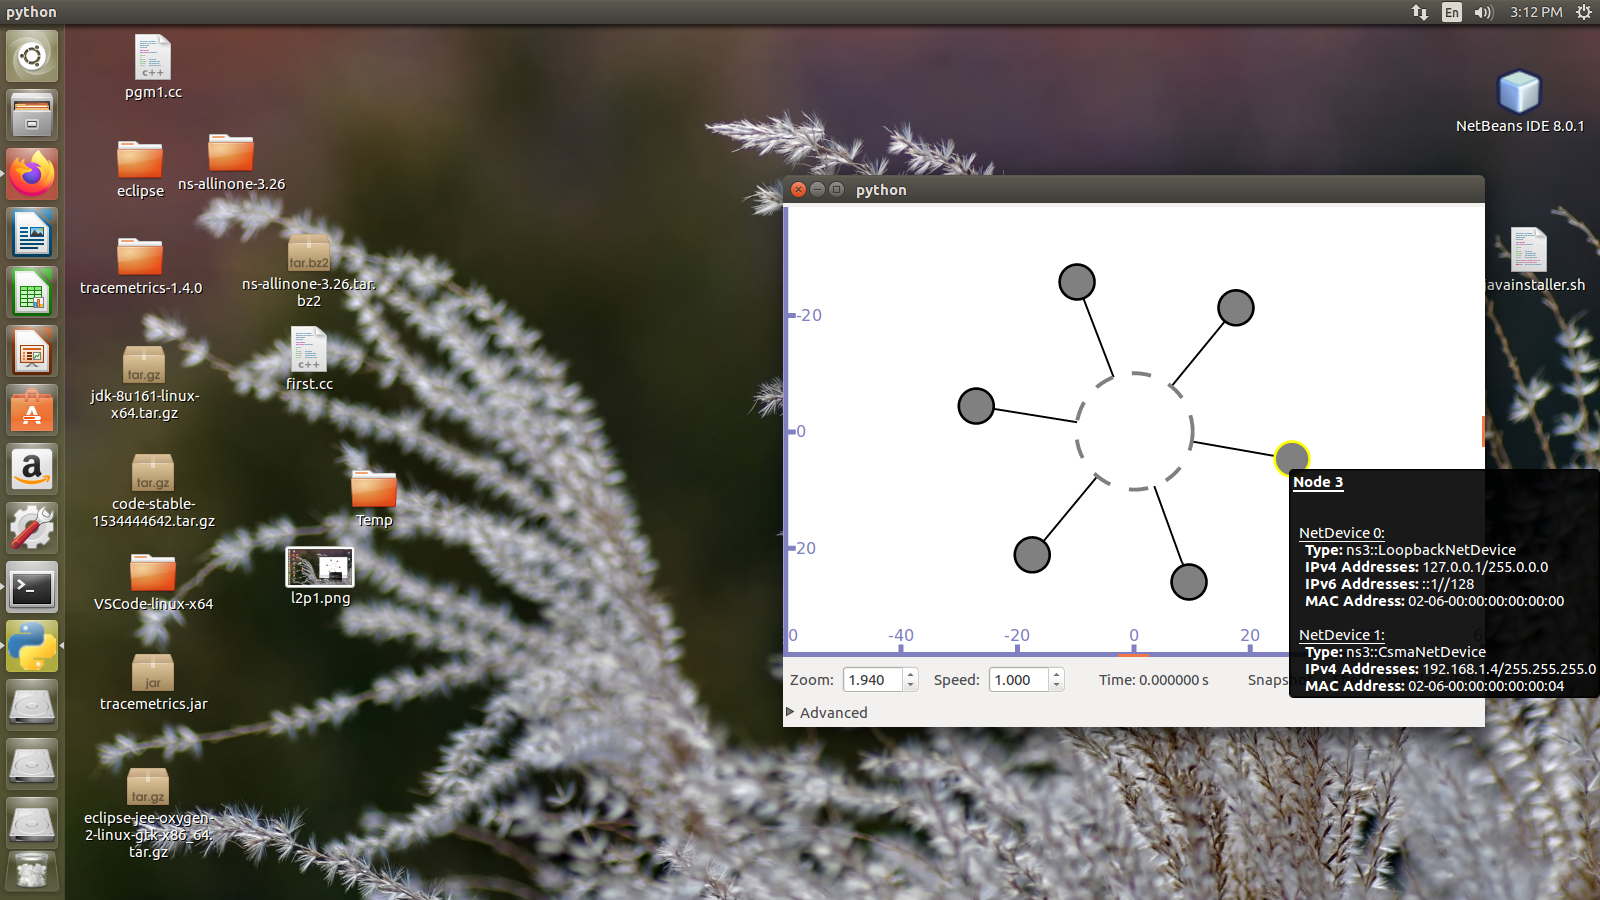 python
En
3:12 PM
c++
pgm1.cc
eclipse
ns-allinone-3.26
tracemetrics-1.4.0
tar.bz2
ns-allinone-3.26.tar.
bz2
tar.gz
jdk-8u161-linux-
x64.tar.gz
c++
first.cc
tar.gz
code-stable-
1534444642.tar.gz
Temp
VSCode-linux-x64
l2p1.png
jar
tracemetrics.jar
tar.gz
eclipse-jee-oxygen-
2-linux-gtk-x86_64.
tar.gz
NetBeans IDE 8.0.1
javainstaller.sh
python
-20
0
20
0 -40 -20 0 20 6
Node 3
NetDevice 0:
Type: ns3::LoopbackNetDevice
IPv4 Addresses: 127.0.0.1/255.0.0.0
IPv6 Addresses: ::1//128
MAC Address: 02-06-00:00:00:00:00:00
NetDevice 1:
Type: ns3::CsmaNetDevice
IPv4 Addresses: 192.168.1.4/255.255.255.0
MAC Address: 02-06-00:00:00:00:00:04
Zoom: 1.940 Speed: 1.000 Time: 0.000000 s Snapsh
Advanced